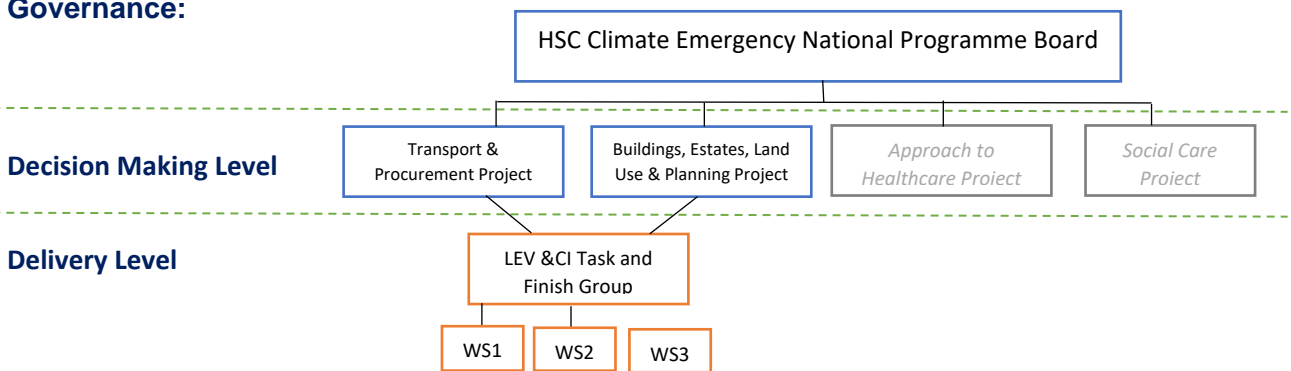 Governance:
HSC Climate Emergency National Programme Board
Decision Making Level
Transport &
Procurement Project
Buildings, Estates, Land
Use & Planning Project
Approach to
Healthcare Project
Social Care
Project
Delivery Level
LEV &CI Task and
Finish Group
WS1
WS2
WS3